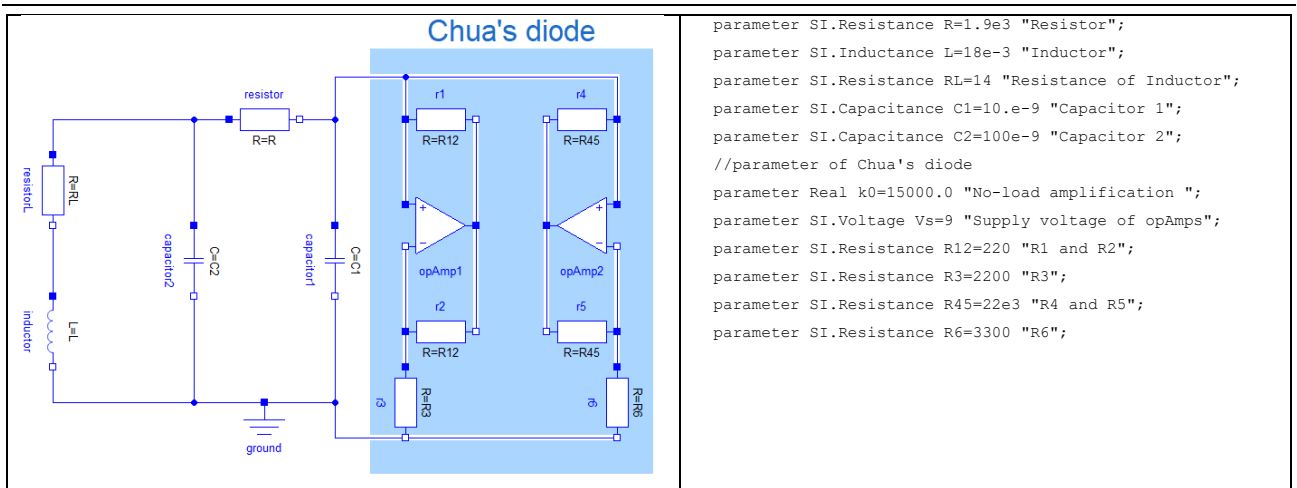 Chua's diode
resistor
R=R
r1
R=R12
r4
R=R45
resistorL
R=RL
capacitor2
C=C2
capacitor1
C=C1
+
−
opAmp1
+
−
opAmp2
inductor
L=L
r2
R=R12
r5
R=R45
r3
R=R3
r6
R=R6
ground
parameter SI.Resistance R=1.9e3 "Resistor";
parameter SI.Inductance L=18e-3 "Inductor";
parameter SI.Resistance RL=14 "Resistance of Inductor";
parameter SI.Capacitance C1=10.e-9 "Capacitor 1";
parameter SI.Capacitance C2=100e-9 "Capacitor 2";
//parameter of Chua's diode
parameter Real k0=15000.0 "No-load amplification ";
parameter SI.Voltage Vs=9 "Supply voltage of opAmps";
parameter SI.Resistance R12=220 "R1 and R2";
parameter SI.Resistance R3=2200 "R3";
parameter SI.Resistance R45=22e3 "R4 and R5";
parameter SI.Resistance R6=3300 "R6";